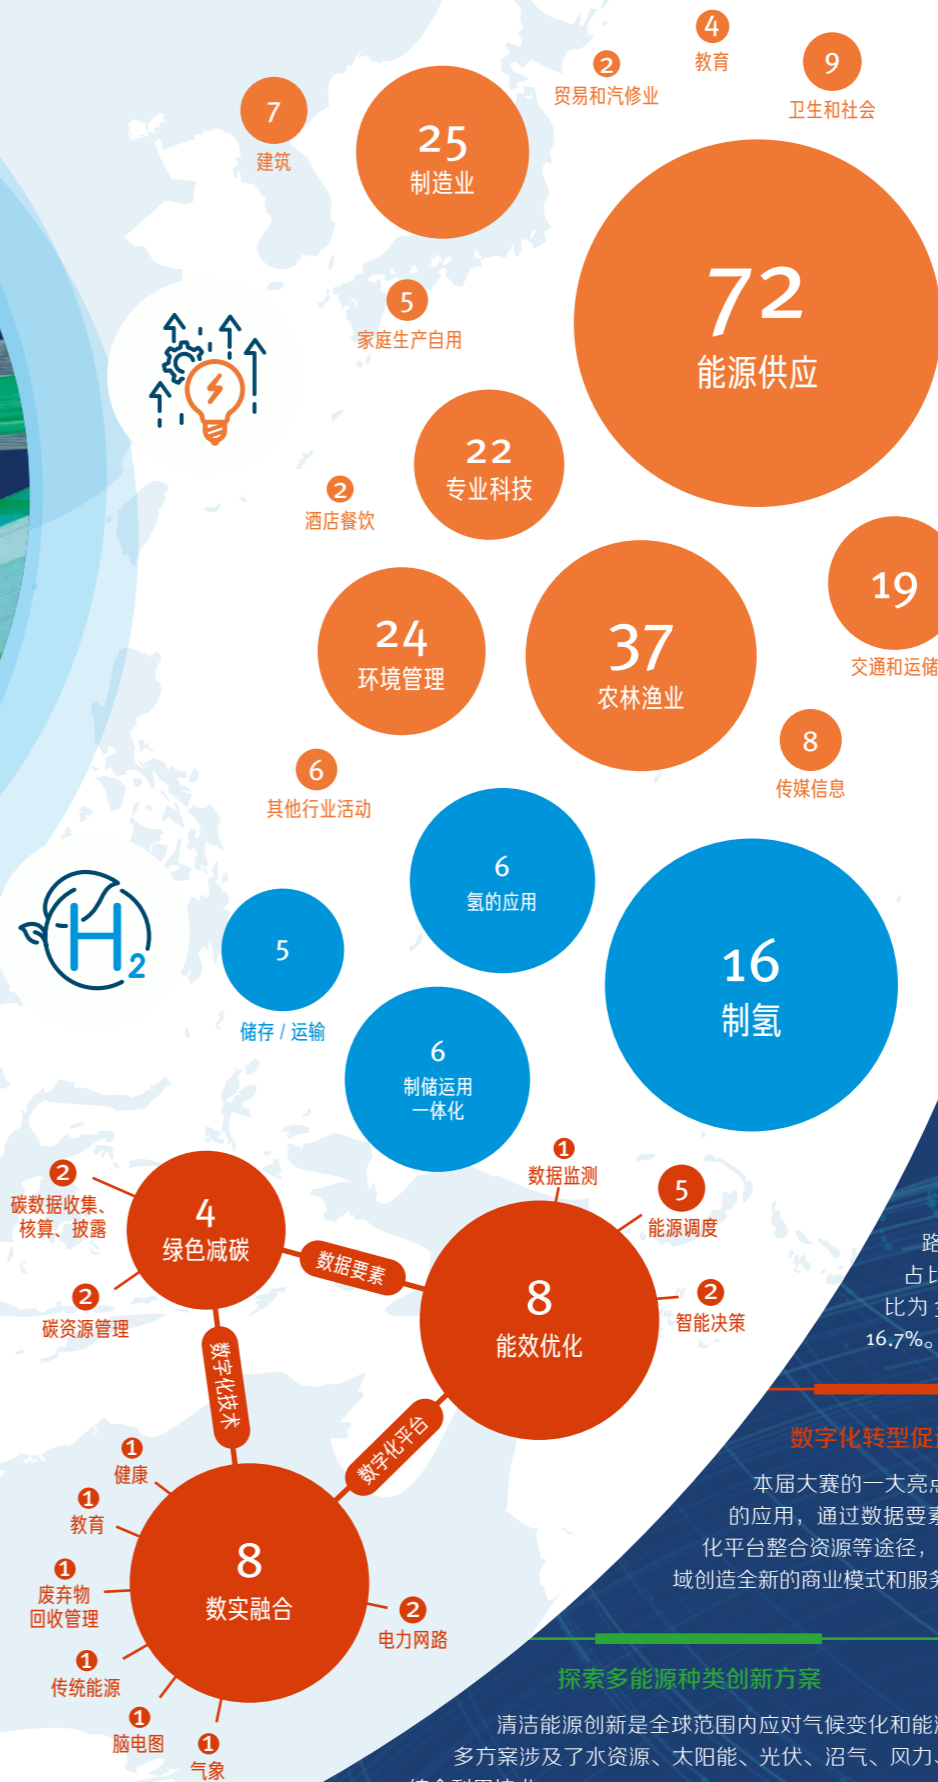 4
教育
2
贸易和汽修业
9
卫生和社会
7
建筑
25
制造业
72
能源供应
5
家庭生产自用
22
专业科技
2
酒店餐饮
19
交通和运储
24
环境管理
37
农林渔业
8
传媒信息
6
其他行业活动
6
氢的应用
16
制氢
H2
5
储存 / 运输
6
制储运用
一体化
1
数据监测
5
能源调度
2
碳数据收集、
核算、披露
4
绿色减碳
数据要素
8
能效优化
2
智能决策
2
碳资源管理
数字化技术
数字化平台
1
健康
1
教育
1
废弃物
回收管理
8
数实融合
2
电力网路
1
传统能源
1
脑电图
1
气象
路
占比
比为
16.7%。
数字化转型促
本届大赛的一大亮点
的应用，通过数据要素
化平台整合资源等途径，
域创造全新的商业模式和服务
探索多能源种类创新方案
清洁能源创新是全球范围内应对气候变化和能
多方案涉及了水资源、太阳能、光伏、沼气、风力、